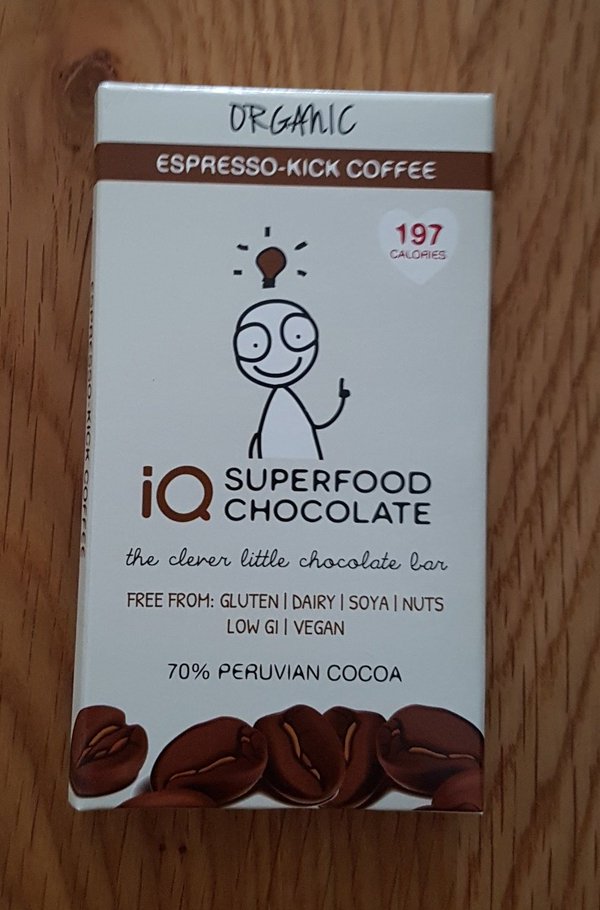 ORGANIC
ESPRESSO-KICK COFFEE
197
CALORIES
iQ SUPERFOOD
CHOCOLATE
the clever little chocolate bar
FREE FROM: GLUTEN | DAIRY | SOYA | NUTS
LOW GI | VEGAN
70% PERUVIAN COCOA